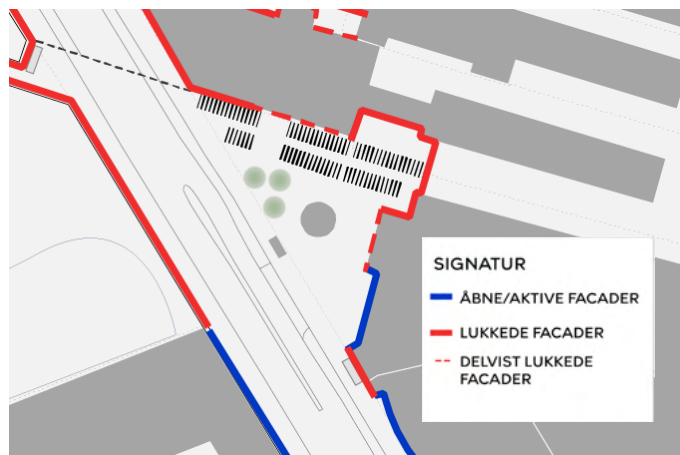 SIGNATUR
ÅBNE/AKTIVE FACADER
LUKKEDE FACADER
DELVIST LUKKEDE
FACADER